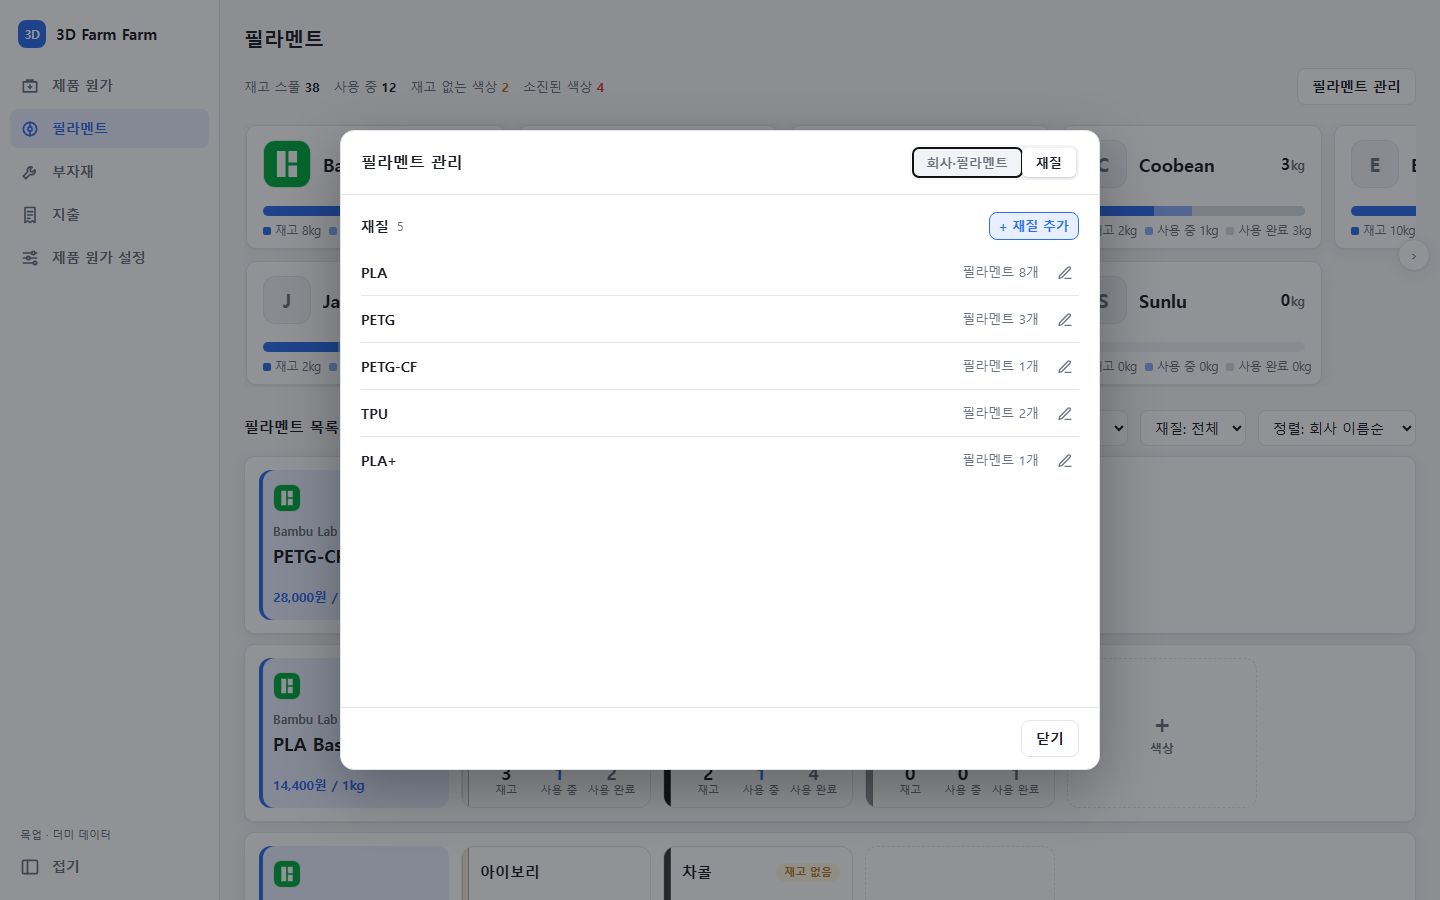 3D 3D Farm Farm
제품 원가
필라멘트
부자재
지출
제품 원가 설정
목업 · 더미 데이터
접기
필라멘트
재고 스풀 38 사용 중 12 재고 없는 색상 2 소진된 색상 4
필라멘트 관리
Ba
재고 8kg
C Coobean 3kg
고 2kg 사용 중 1kg 사용 완료 3kg
E
재고 10kg
J Ja
재고 2kg
S Sunlu 0kg
고 0kg 사용 중 0kg 사용 완료 0kg
필라멘트 목록
재질: 전체
정렬: 회사 이름순
Bambu Lab
PETG-CF
28,000원 /
Bambu Lab
PLA Bas
14,400원 / 1kg
3 1 2
재고 사용 중 사용 완료
2 1 4
재고 사용 중 사용 완료
0 0 1
재고 사용 중 사용 완료
+
색상
아이보리
차콜 재고 없음
필라멘트 관리
회사·필라멘트 재질
재질 5
+ 재질 추가
PLA 필라멘트 8개
PETG 필라멘트 3개
PETG-CF 필라멘트 1개
TPU 필라멘트 2개
PLA+ 필라멘트 1개
닫기